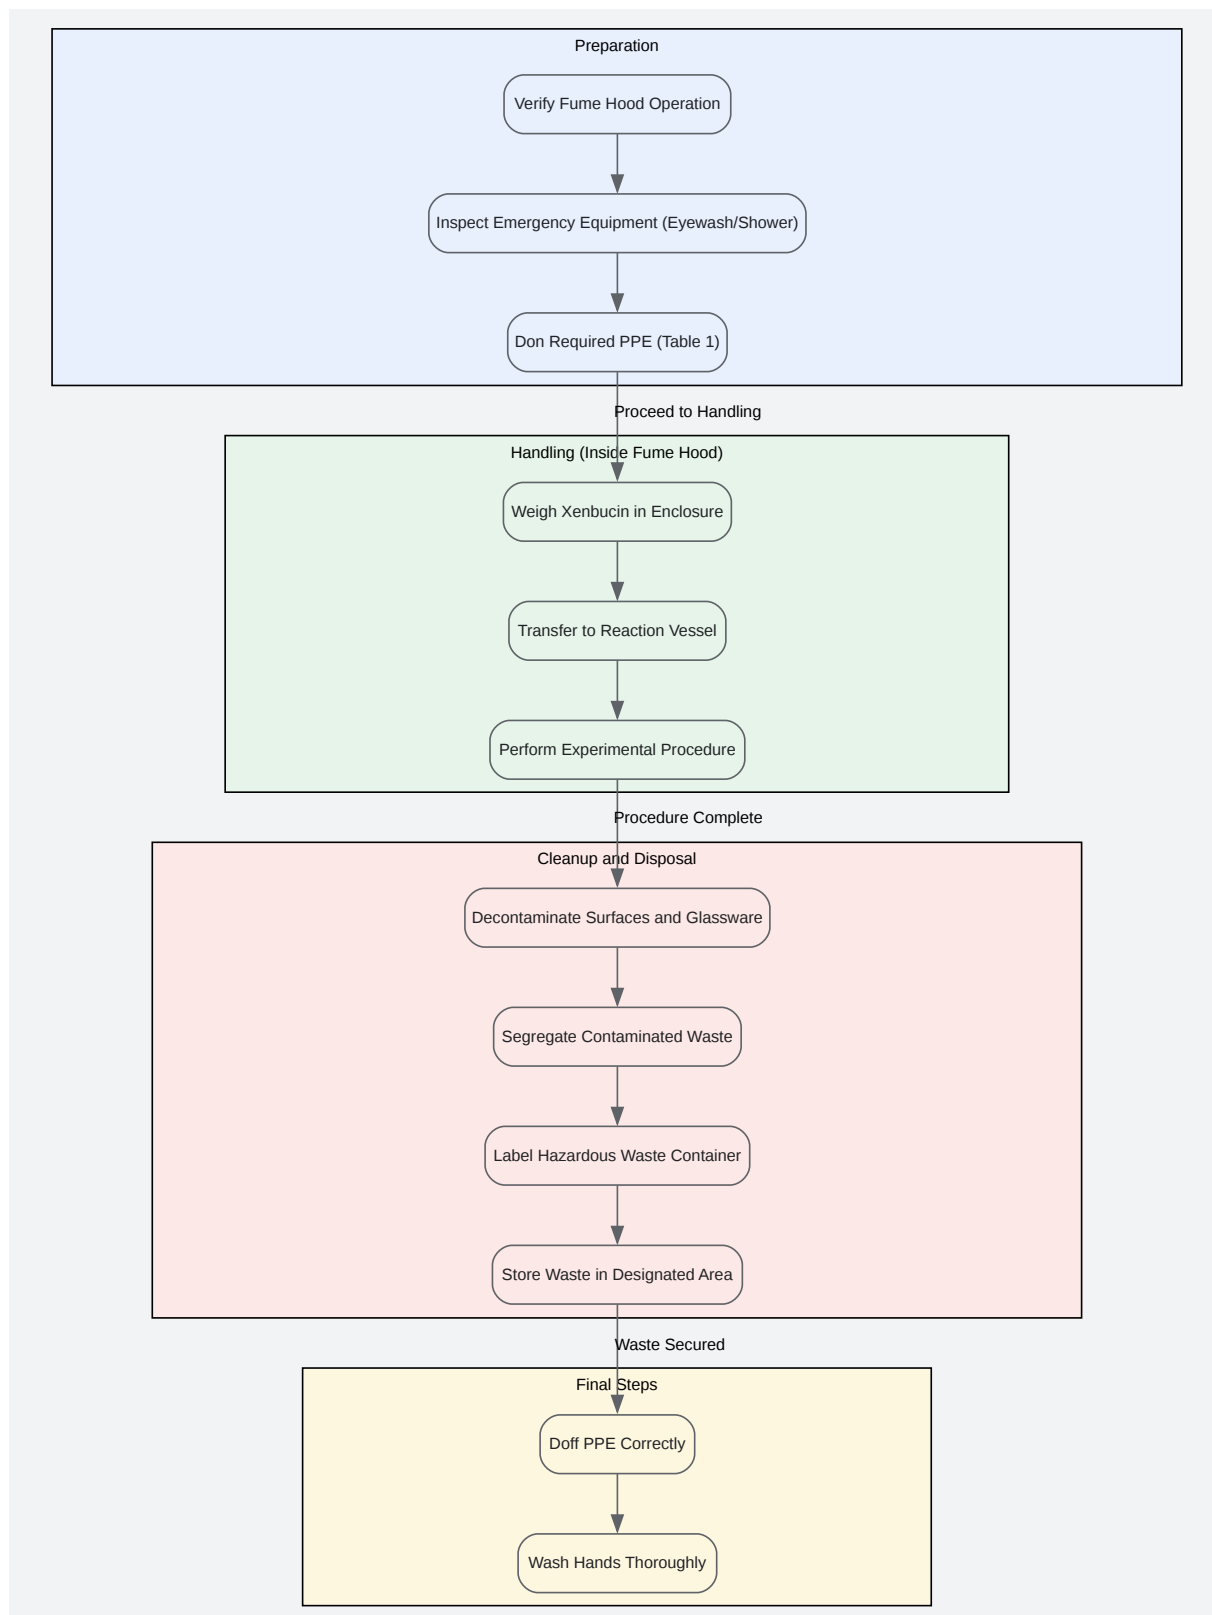 Preparation
Verify Fume Hood Operation
Inspect Emergency Equipment (Eyewash/Shower)
Don Required PPE (Table 1)
Proceed to Handling
Handling (Inside Fume Hood)
Weigh Xenbucin in Enclosure
Transfer to Reaction Vessel
Perform Experimental Procedure
Procedure Complete
Cleanup and Disposal
Decontaminate Surfaces and Glassware
Segregate Contaminated Waste
Label Hazardous Waste Container
Store Waste in Designated Area
Waste Secured
Final Steps
Doff PPE Correctly
Wash Hands Thoroughly